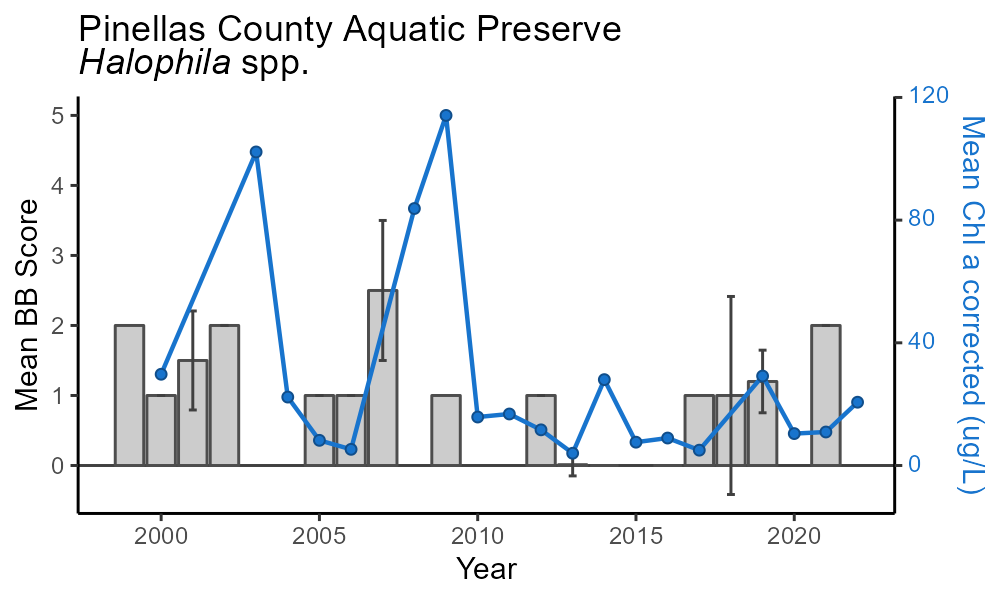 Pinellas County Aquatic Preserve
Halophila spp.
Mean BB Score
5
4
3
2
1
0
120
80
40
0
Mean Chl a corrected (ug/L)
2000 2005 2010 2015 2020
Year